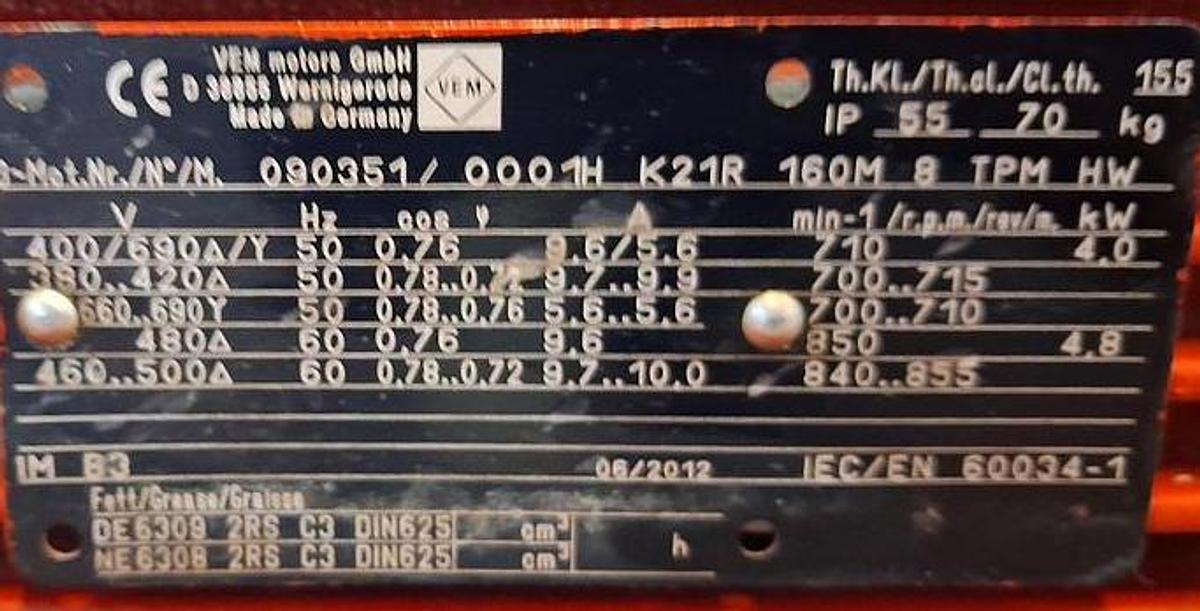 CE VEM motors GmbH
D 38855 Wernigerode
Made in Germany
VEM
Th.Kl./Th.cl./Cl.th. 155
IP 55 70 kg
-Mot.Nr./N°/M. 090351/ 0001H K21R 160M 8 TPM HW
V Hz cos φ A min-1 /r.p.m./rev/m. kW
400/690Δ/Y 50 0,76 9.6/5.6 710 4.0
380..420Δ 50 0,78..0,72 9.7..9.9 700..715
660..690Y 50 0,78..0,76 5.6..5.6 700..710
480Δ 60 0,76 9.6 850 4.8
460..500Δ 60 0,78..0,72 9.7..10.0 840..855
IM B3 06/2012 IEC/EN 60034-1
Fett/Grease/Graisse
DE 6309 2RS C3 DIN625 cm³
NE 6308 2RS C3 DIN625 cm³ h